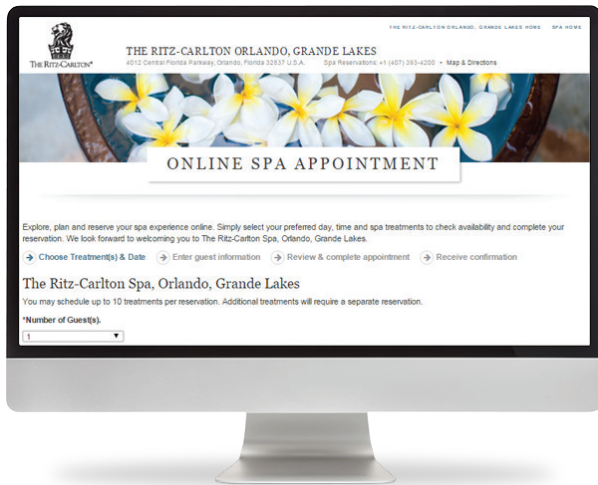 THE RITZ-CARLTON ORLANDO, GRANDE LAKES HOME SPA HOME
THE RITZ-CARLTON®
THE RITZ-CARLTON ORLANDO, GRANDE LAKES
4012 Central Florida Parkway, Orlando, Florida 32837 U.S.A. Spa Reservations: +1 (407) 393-4200 • Map & Directions
ONLINE SPA APPOINTMENT
Explore, plan and reserve your spa experience online. Simply select your preferred day, time and spa treatments to check availability and complete your
reservation. We look forward to welcoming you to The Ritz-Carlton Spa, Orlando, Grande Lakes.
Choose Treatment(s) & Date Enter guest information Review & complete appointment Receive confirmation
The Ritz-Carlton Spa, Orlando, Grande Lakes
You may schedule up to 10 treatments per reservation. Additional treatments will require a separate reservation.
*Number of Guest(s).
1